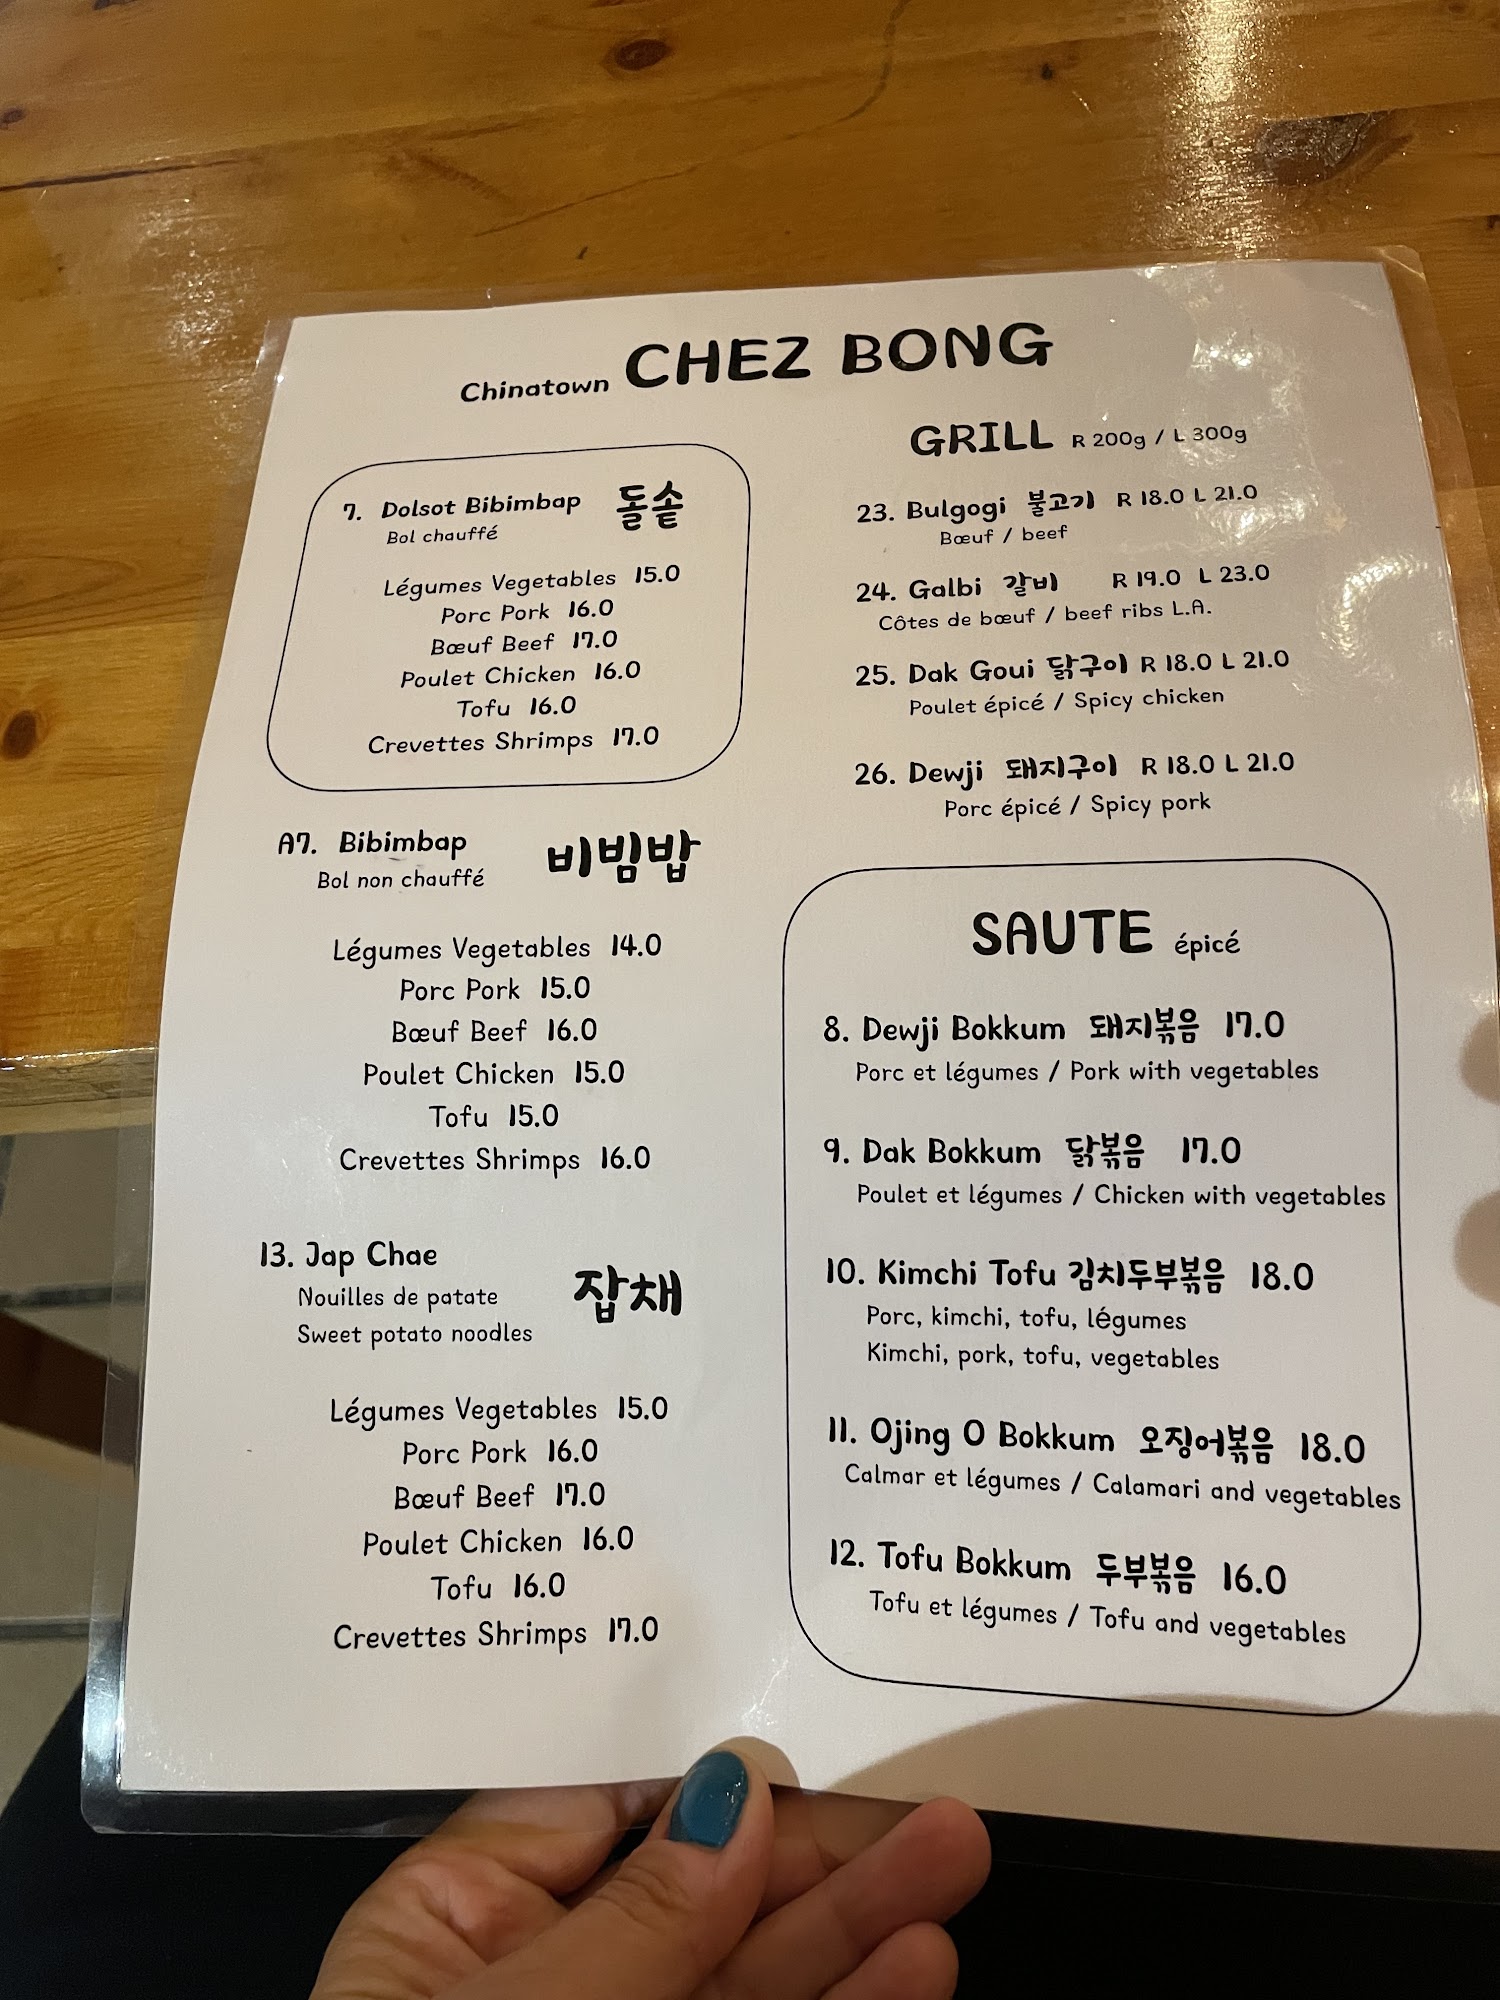 Chinatown CHEZ BONG
7. Dolsot Bibimbap 돌솥
Bol chauffé
Légumes Vegetables 15.0
Porc Pork 16.0
Bœuf Beef 17.0
Poulet Chicken 16.0
Tofu 16.0
Crevettes Shrimps 17.0
A7. Bibimbap 비빔밥
Bol non chauffé
Légumes Vegetables 14.0
Porc Pork 15.0
Bœuf Beef 16.0
Poulet Chicken 15.0
Tofu 15.0
Crevettes Shrimps 16.0
13. Jap Chae 잡채
Nouilles de patate
Sweet potato noodles
Légumes Vegetables 15.0
Porc Pork 16.0
Bœuf Beef 17.0
Poulet Chicken 16.0
Tofu 16.0
Crevettes Shrimps 17.0
GRILL R 200g / L 300g
23. Bulgogi 불고기 R 18.0 L 21.0
Bœuf / beef
24. Galbi 갈비 R 19.0 L 23.0
Côtes de bœuf / beef ribs L.A.
25. Dak Goui 닭구이 R 18.0 L 21.0
Poulet épicé / Spicy chicken
26. Dewji 돼지구이 R 18.0 L 21.0
Porc épicé / Spicy pork
SAUTE épicé
8. Dewji Bokkum 돼지볶음 17.0
Porc et légumes / Pork with vegetables
9. Dak Bokkum 닭볶음 17.0
Poulet et légumes / Chicken with vegetables
10. Kimchi Tofu 김치두부볶음 18.0
Porc, kimchi, tofu, légumes
Kimchi, pork, tofu, vegetables
11. Ojing O Bokkum 오징어볶음 18.0
Calmar et légumes / Calamari and vegetables
12. Tofu Bokkum 두부볶음 16.0
Tofu et légumes / Tofu and vegetables